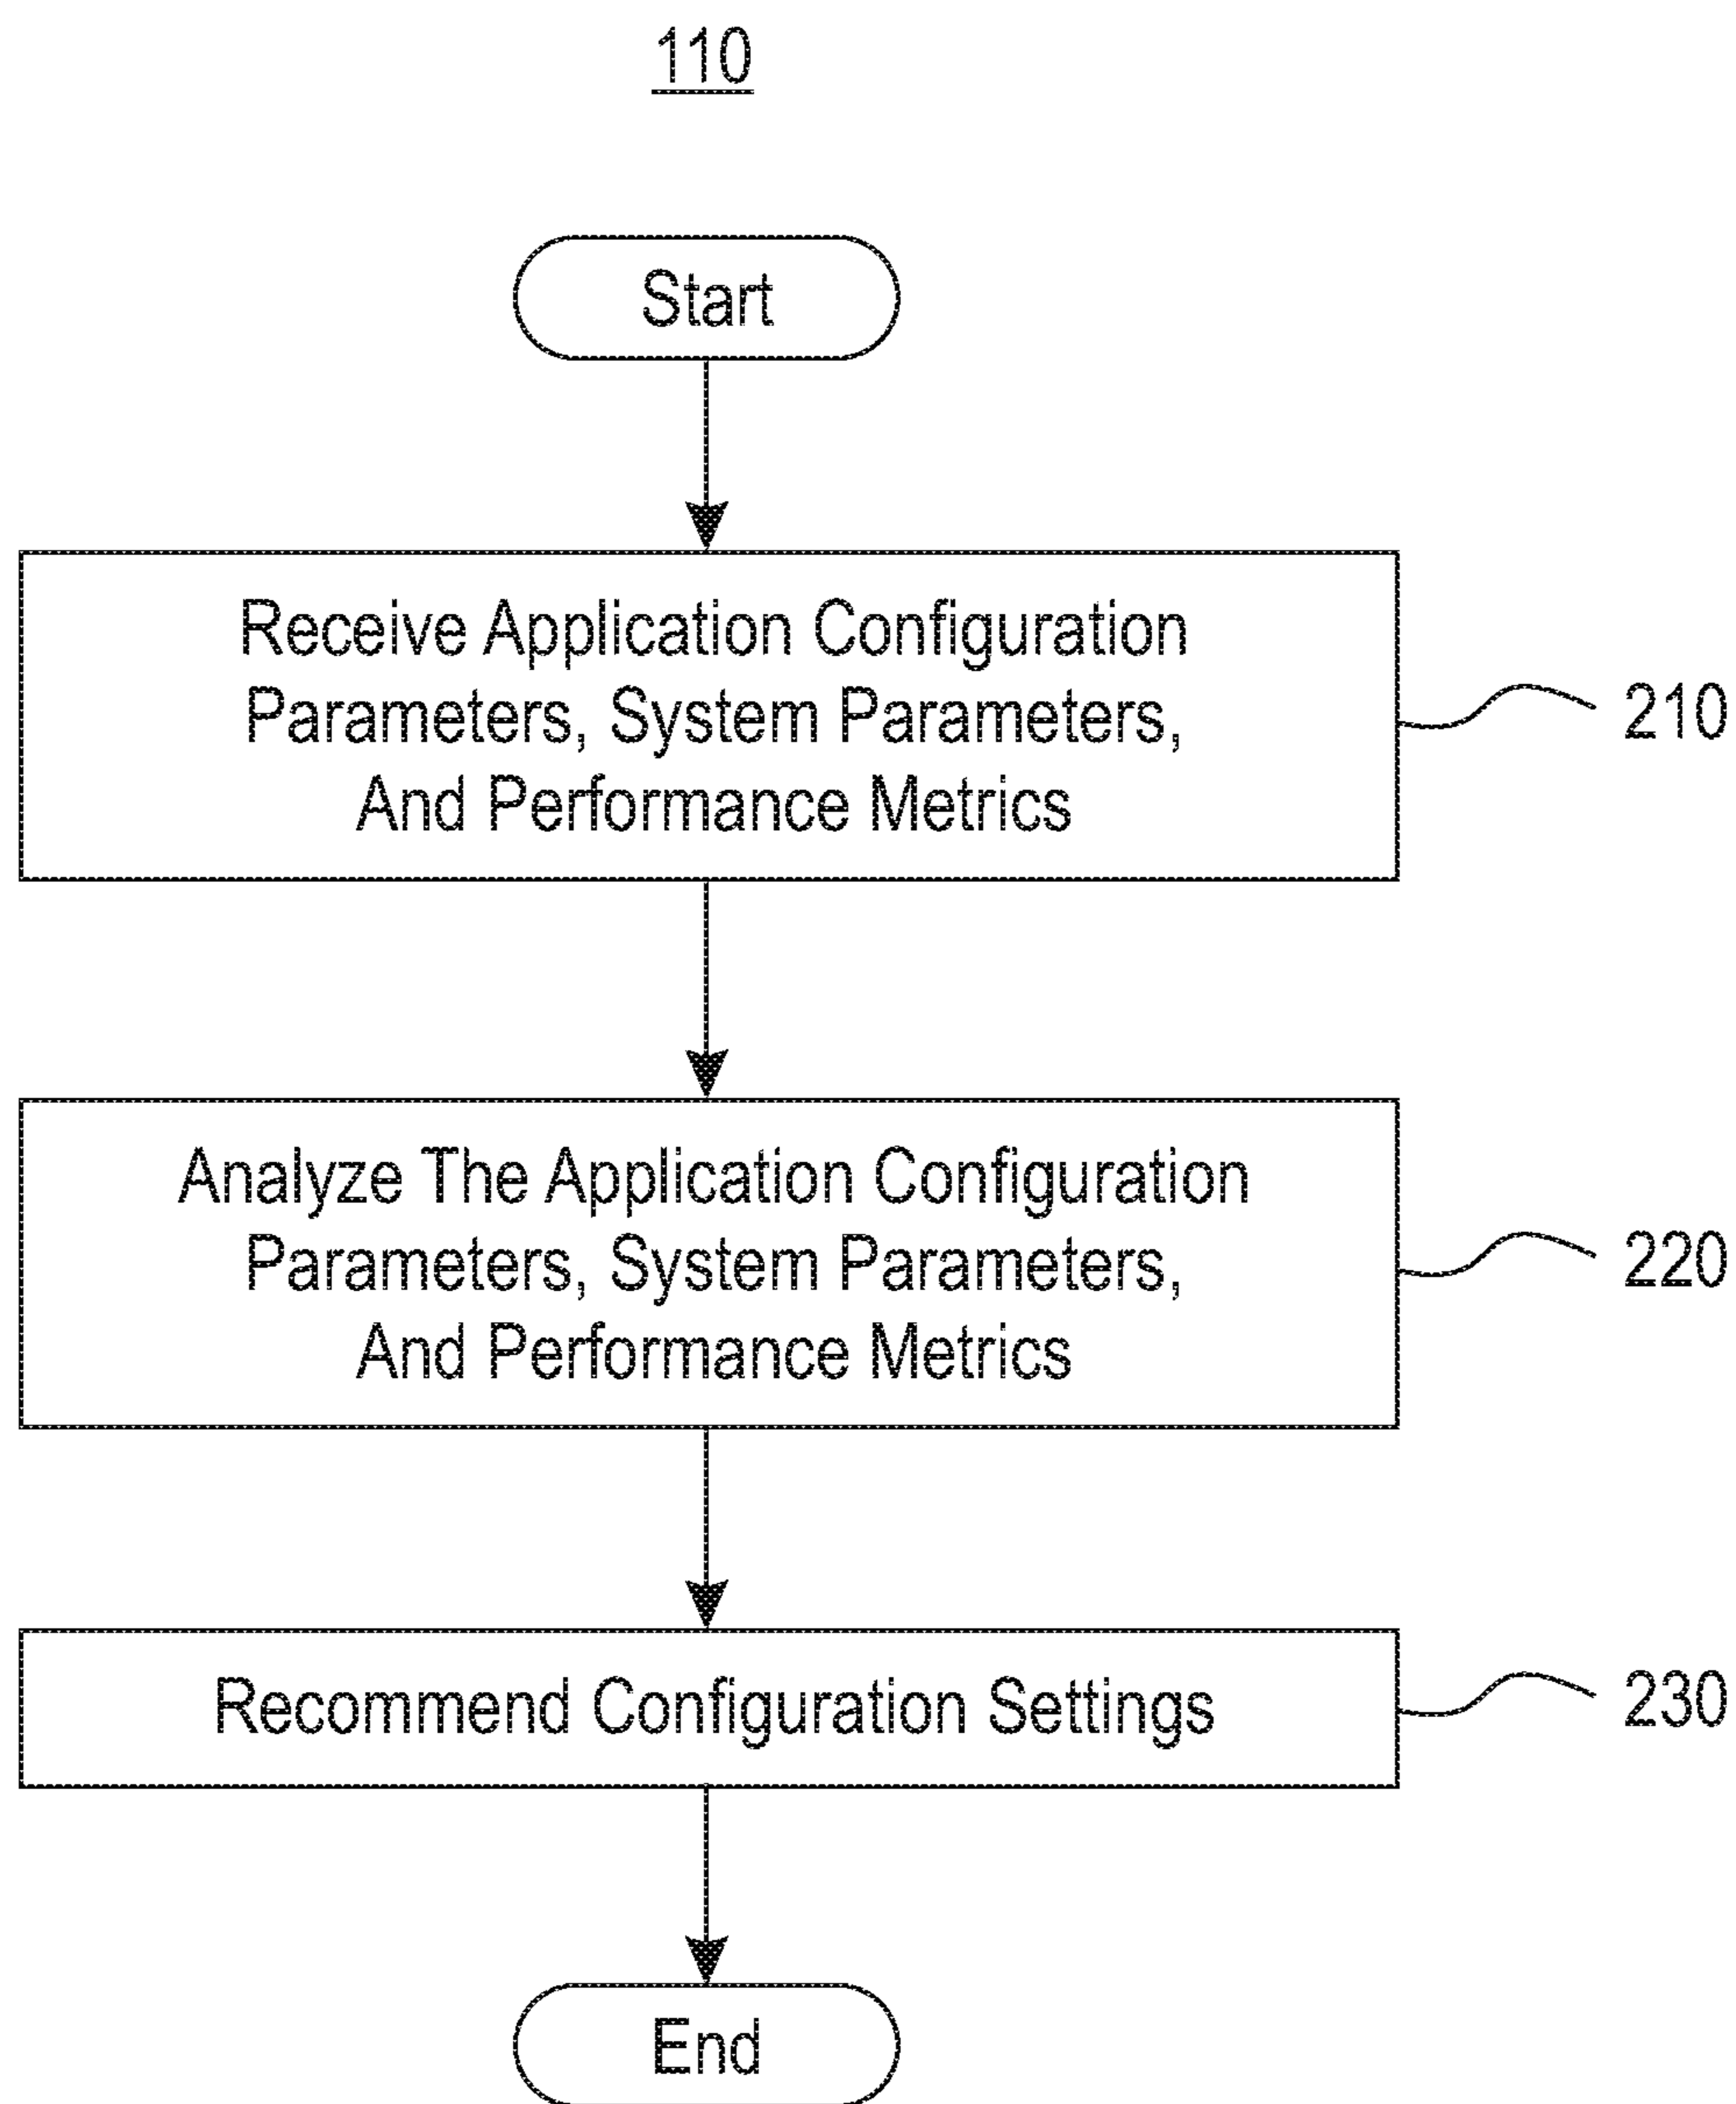 110
Start
Receive Application Configuration
Parameters, System Parameters,
And Performance Metrics
210
Analyze The Application Configuration
Parameters, System Parameters,
And Performance Metrics
220
Recommend Configuration Settings
230
End